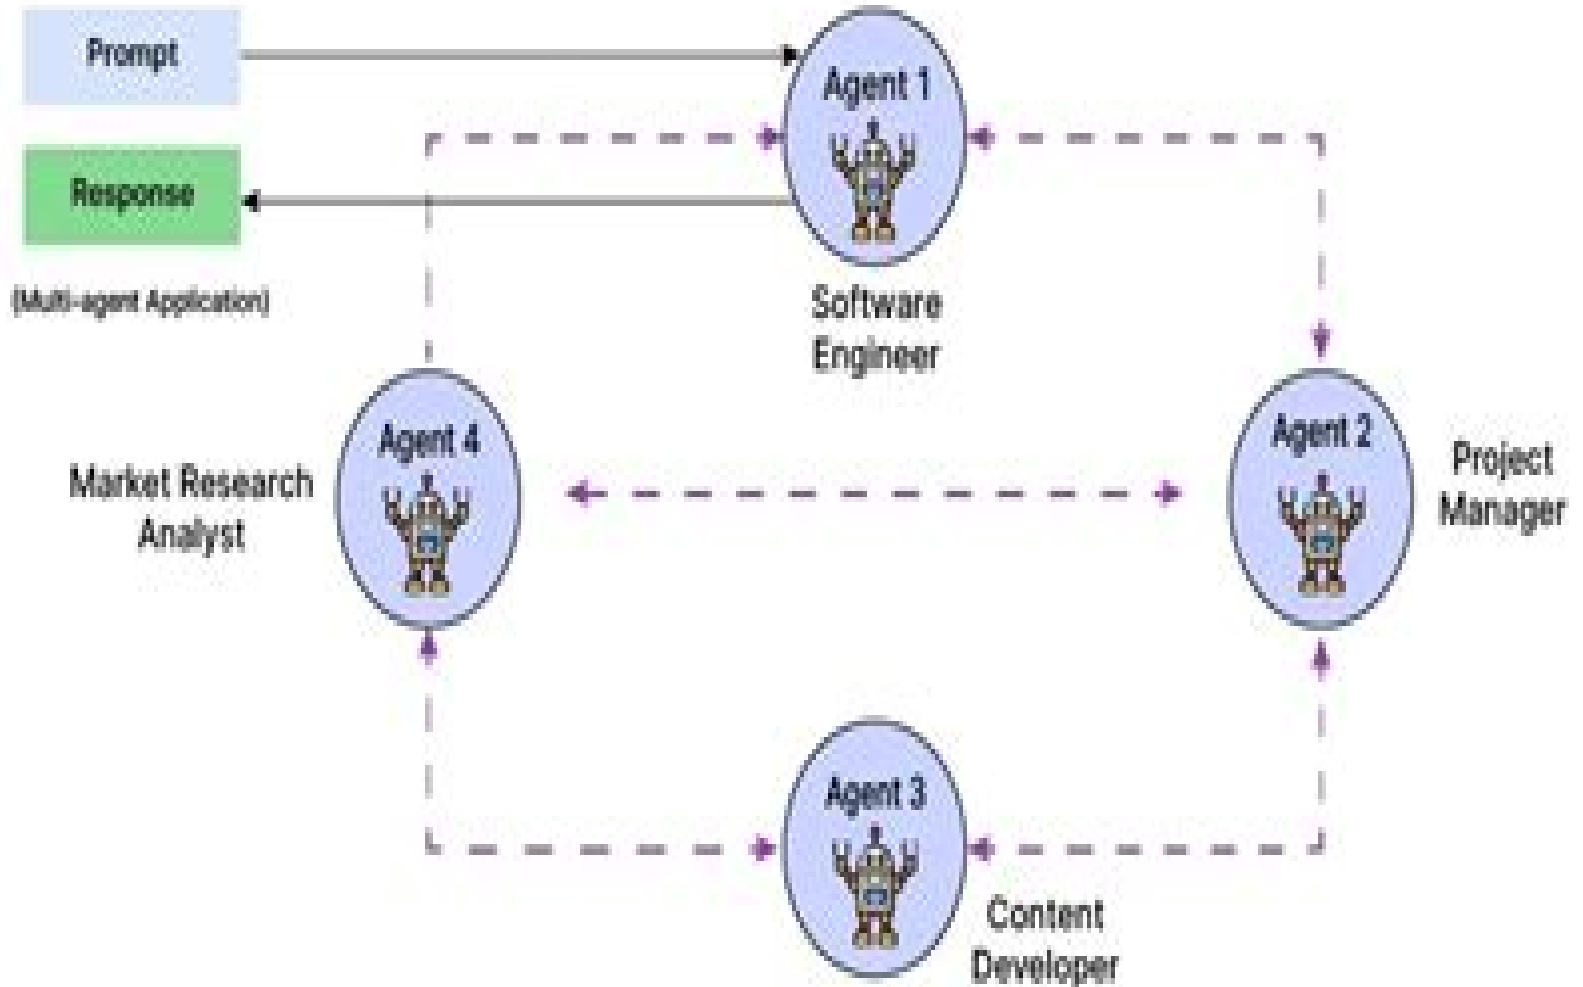 Prompt
Agent 1
Response
(Multi-agent Application)
Software
Engineer
Agent 4
Market Research
Analyst
Agent 2
Project
Manager
Agent 3
Content
Developer